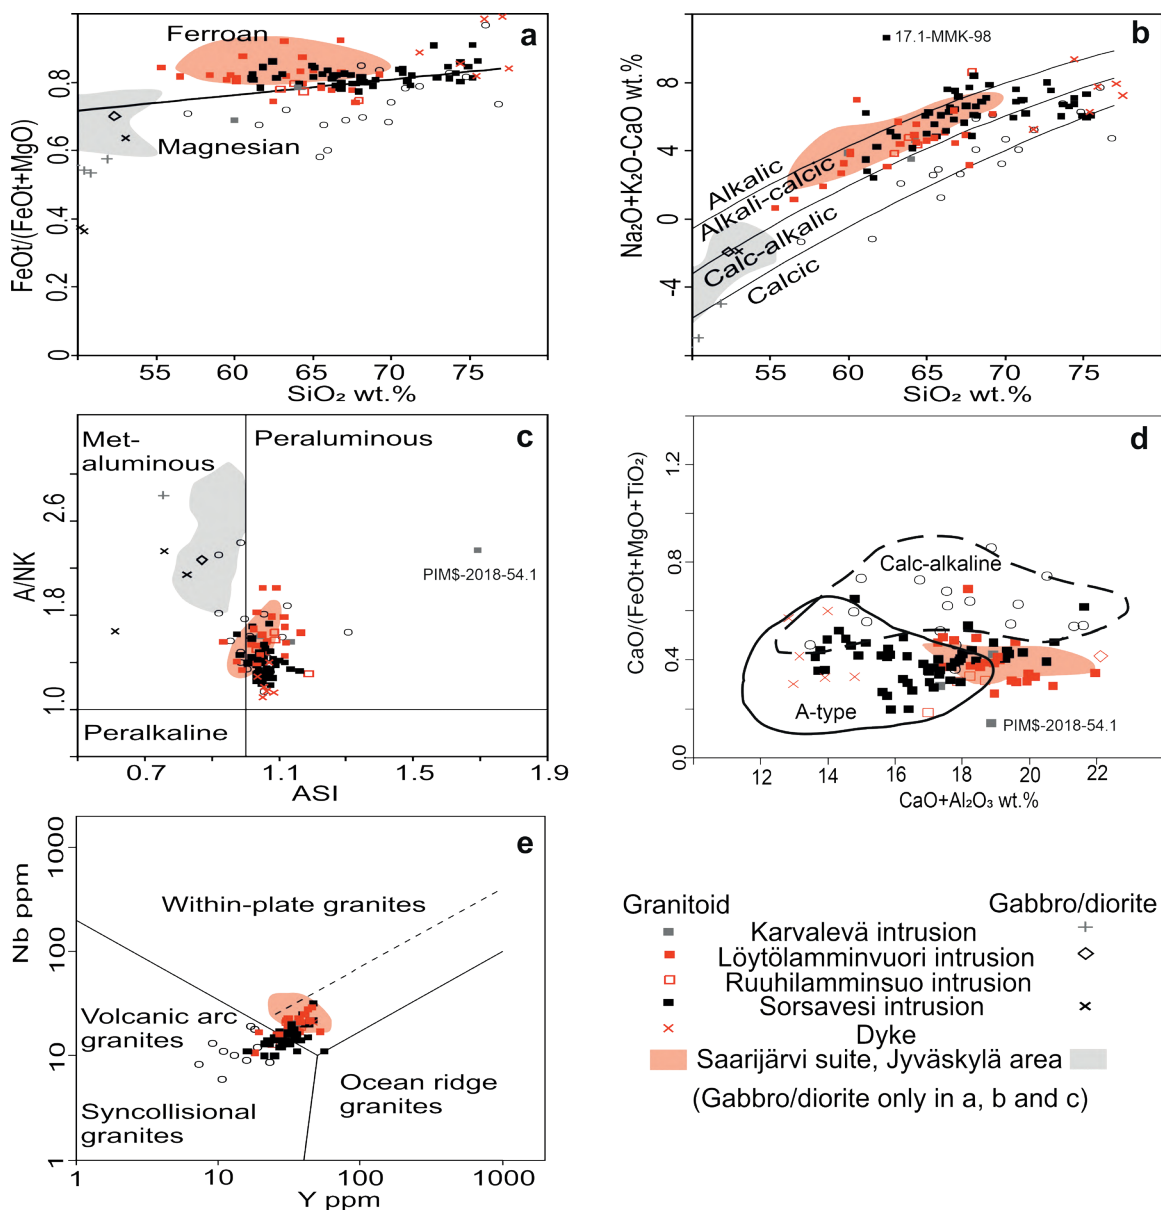 a
Ferroan
Magnesian
FeOt/(FeOt+MgO)
0.8
0.6
0.4
0.2
0
55
60
65
70
75
SiO₂ wt.%
b
17.1-MMK-98
Alkalic
Alkali-calcic
Calc-alkalic
Calcic
Na₂O+K₂O-CaO wt.%
8
4
0
-4
55
60
65
70
75
SiO₂ wt.%
c
Met-
aluminous
Peraluminous
PIM$-2018-54.1
Peralkaline
A/NK
2.6
1.8
1.0
0.7
1.1
1.5
1.9
ASI
d
Calc-alkaline
A-type
PIM$-2018-54.1
CaO/(FeOt+MgO+TiO₂)
1.2
0.8
0.4
0.0
12
14
16
18
20
22
CaO+Al₂O₃ wt.%
e
Within-plate granites
Volcanic arc
granites
Syncollisional
granites
Ocean ridge
granites
Nb ppm
1000
100
10
1
1
10
100
1000
Y ppm
Granitoid
Gabbro/diorite
Karvalevä intrusion
Löytölamminvuori intrusion
Ruuhilamminsuo intrusion
Sorsavesi intrusion
Dyke
Saarijärvi suite, Jyväskylä area
(Gabbro/diorite only in a, b and c)